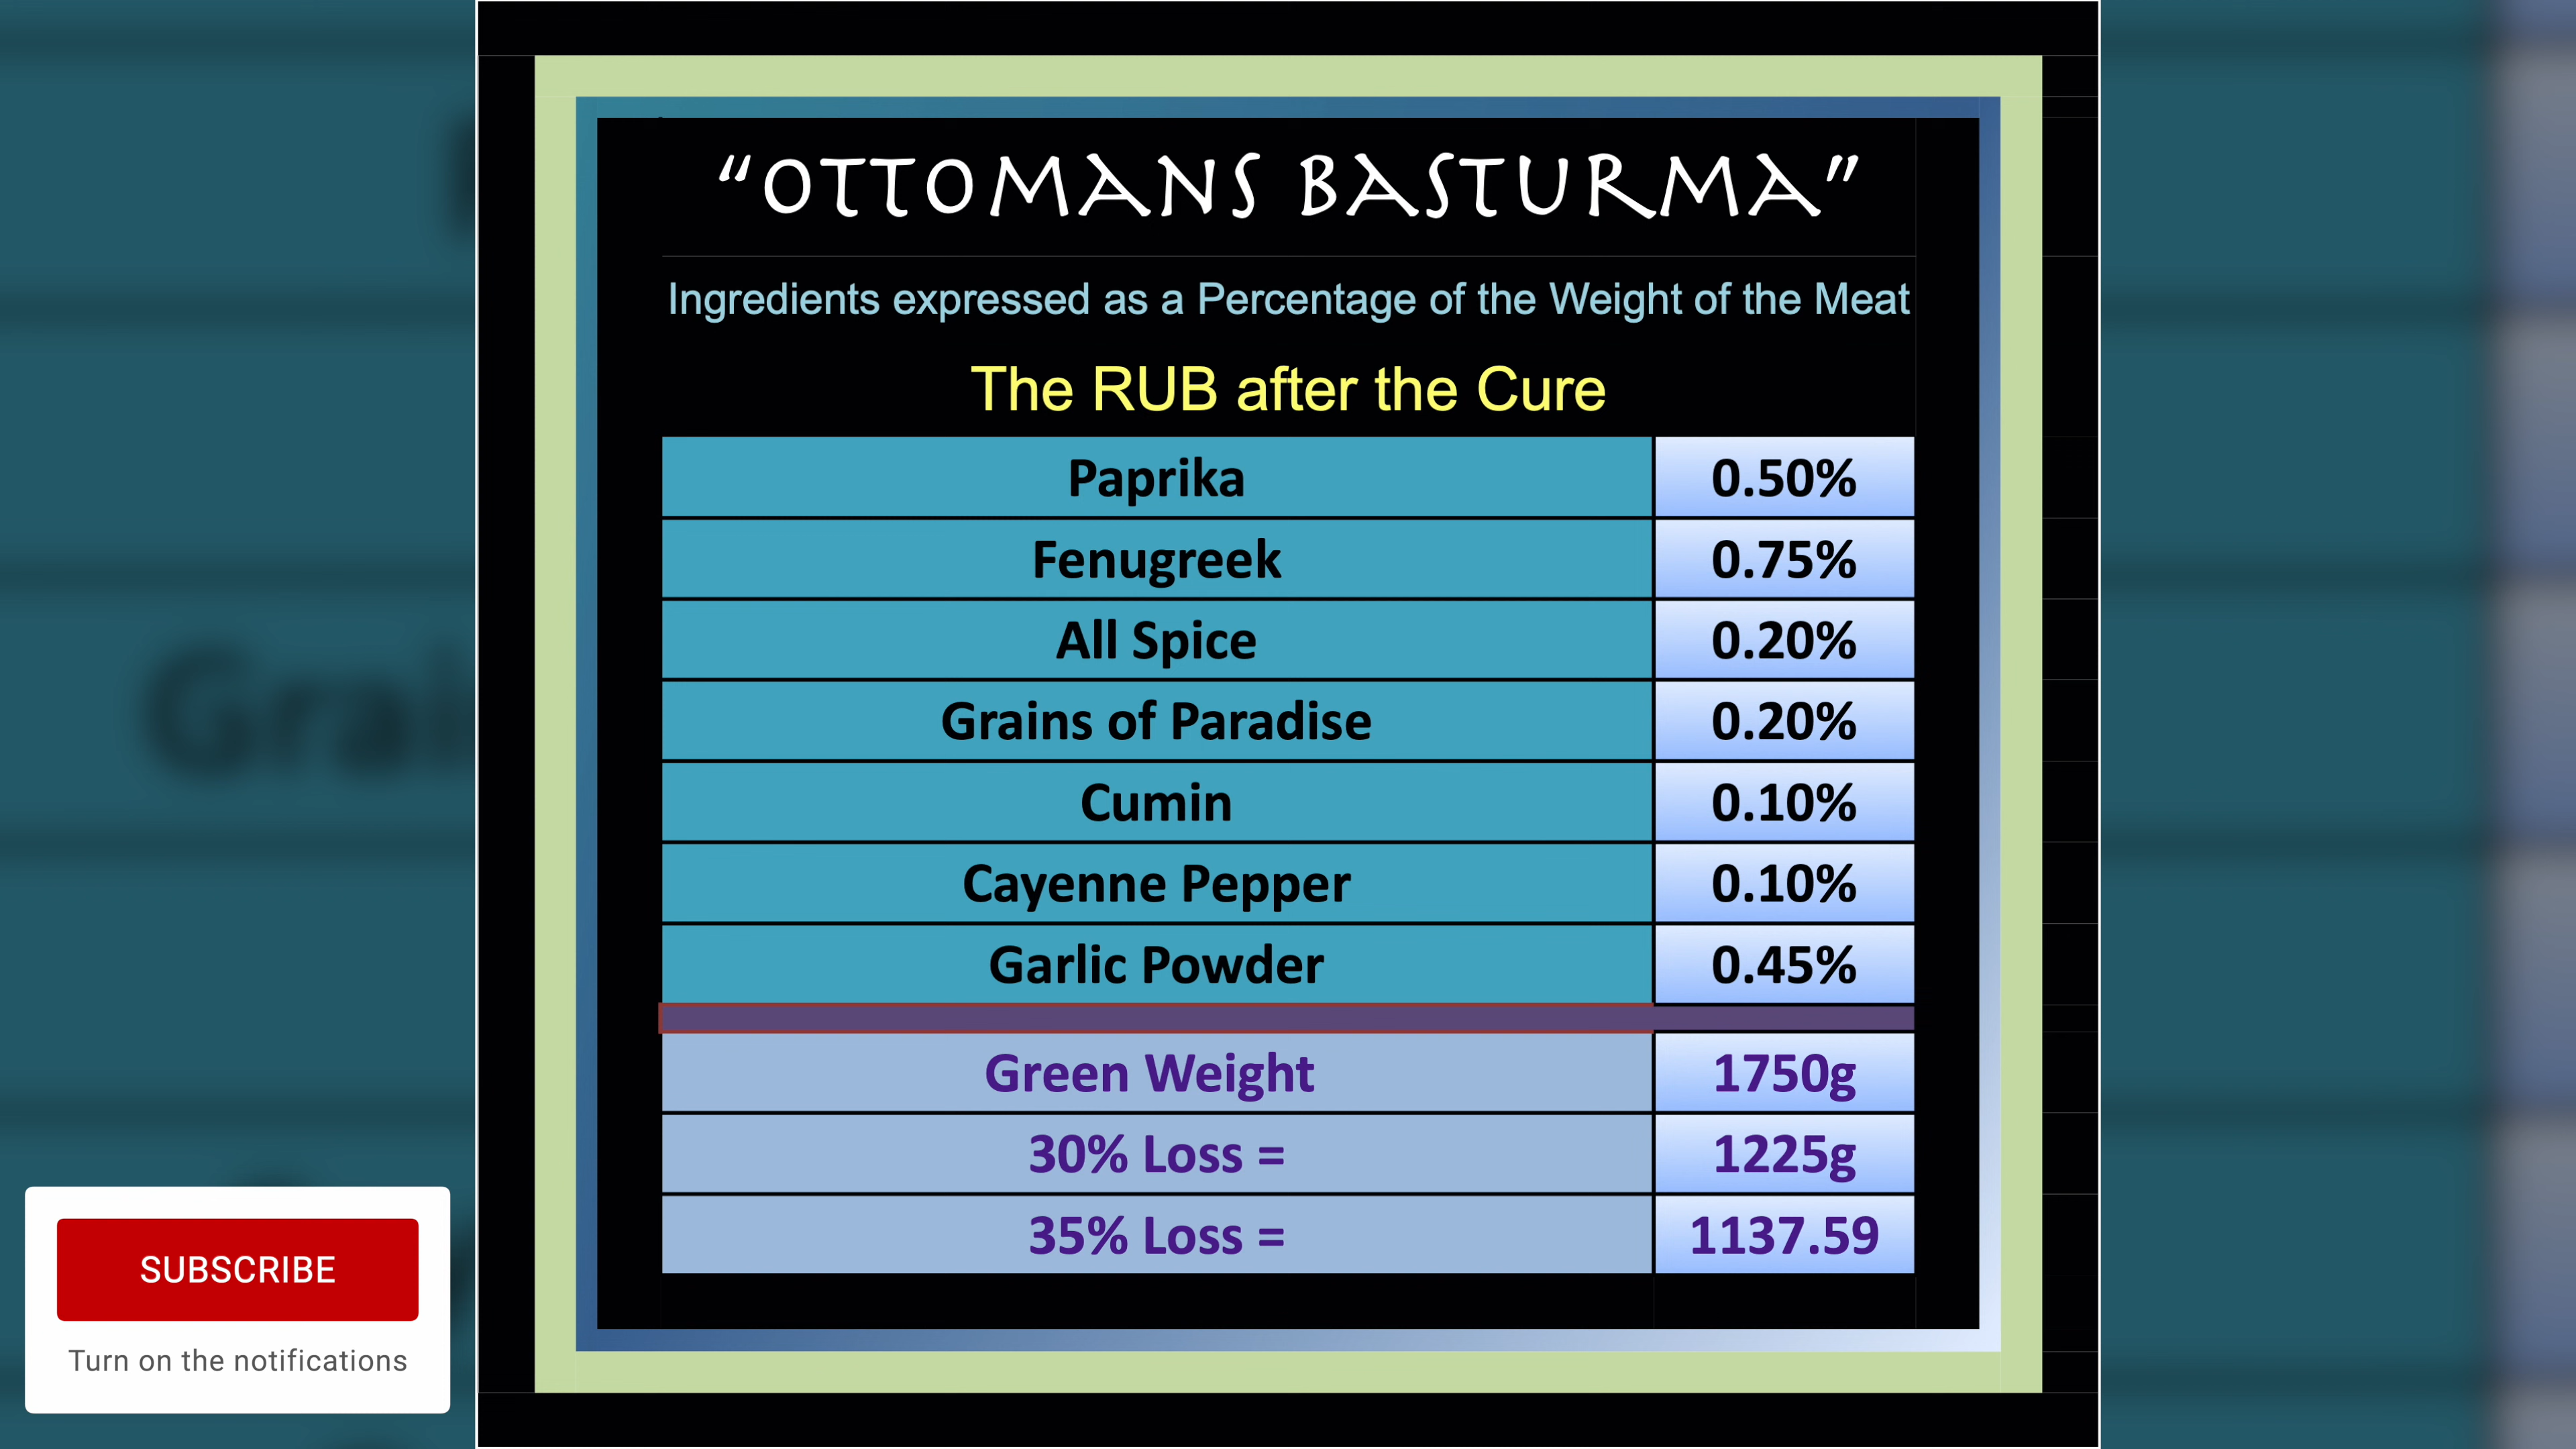 "OTTOMANS BASTURMA"
Ingredients expressed as a Percentage of the Weight of the Meat
The RUB after the Cure
Paprika 0.50%
Fenugreek 0.75%
All Spice 0.20%
Grains of Paradise 0.20%
Cumin 0.10%
Cayenne Pepper 0.10%
Garlic Powder 0.45%
Green Weight 1750g
30% Loss = 1225g
35% Loss = 1137.59
Grai
SUBSCRIBE
Turn on the notifications